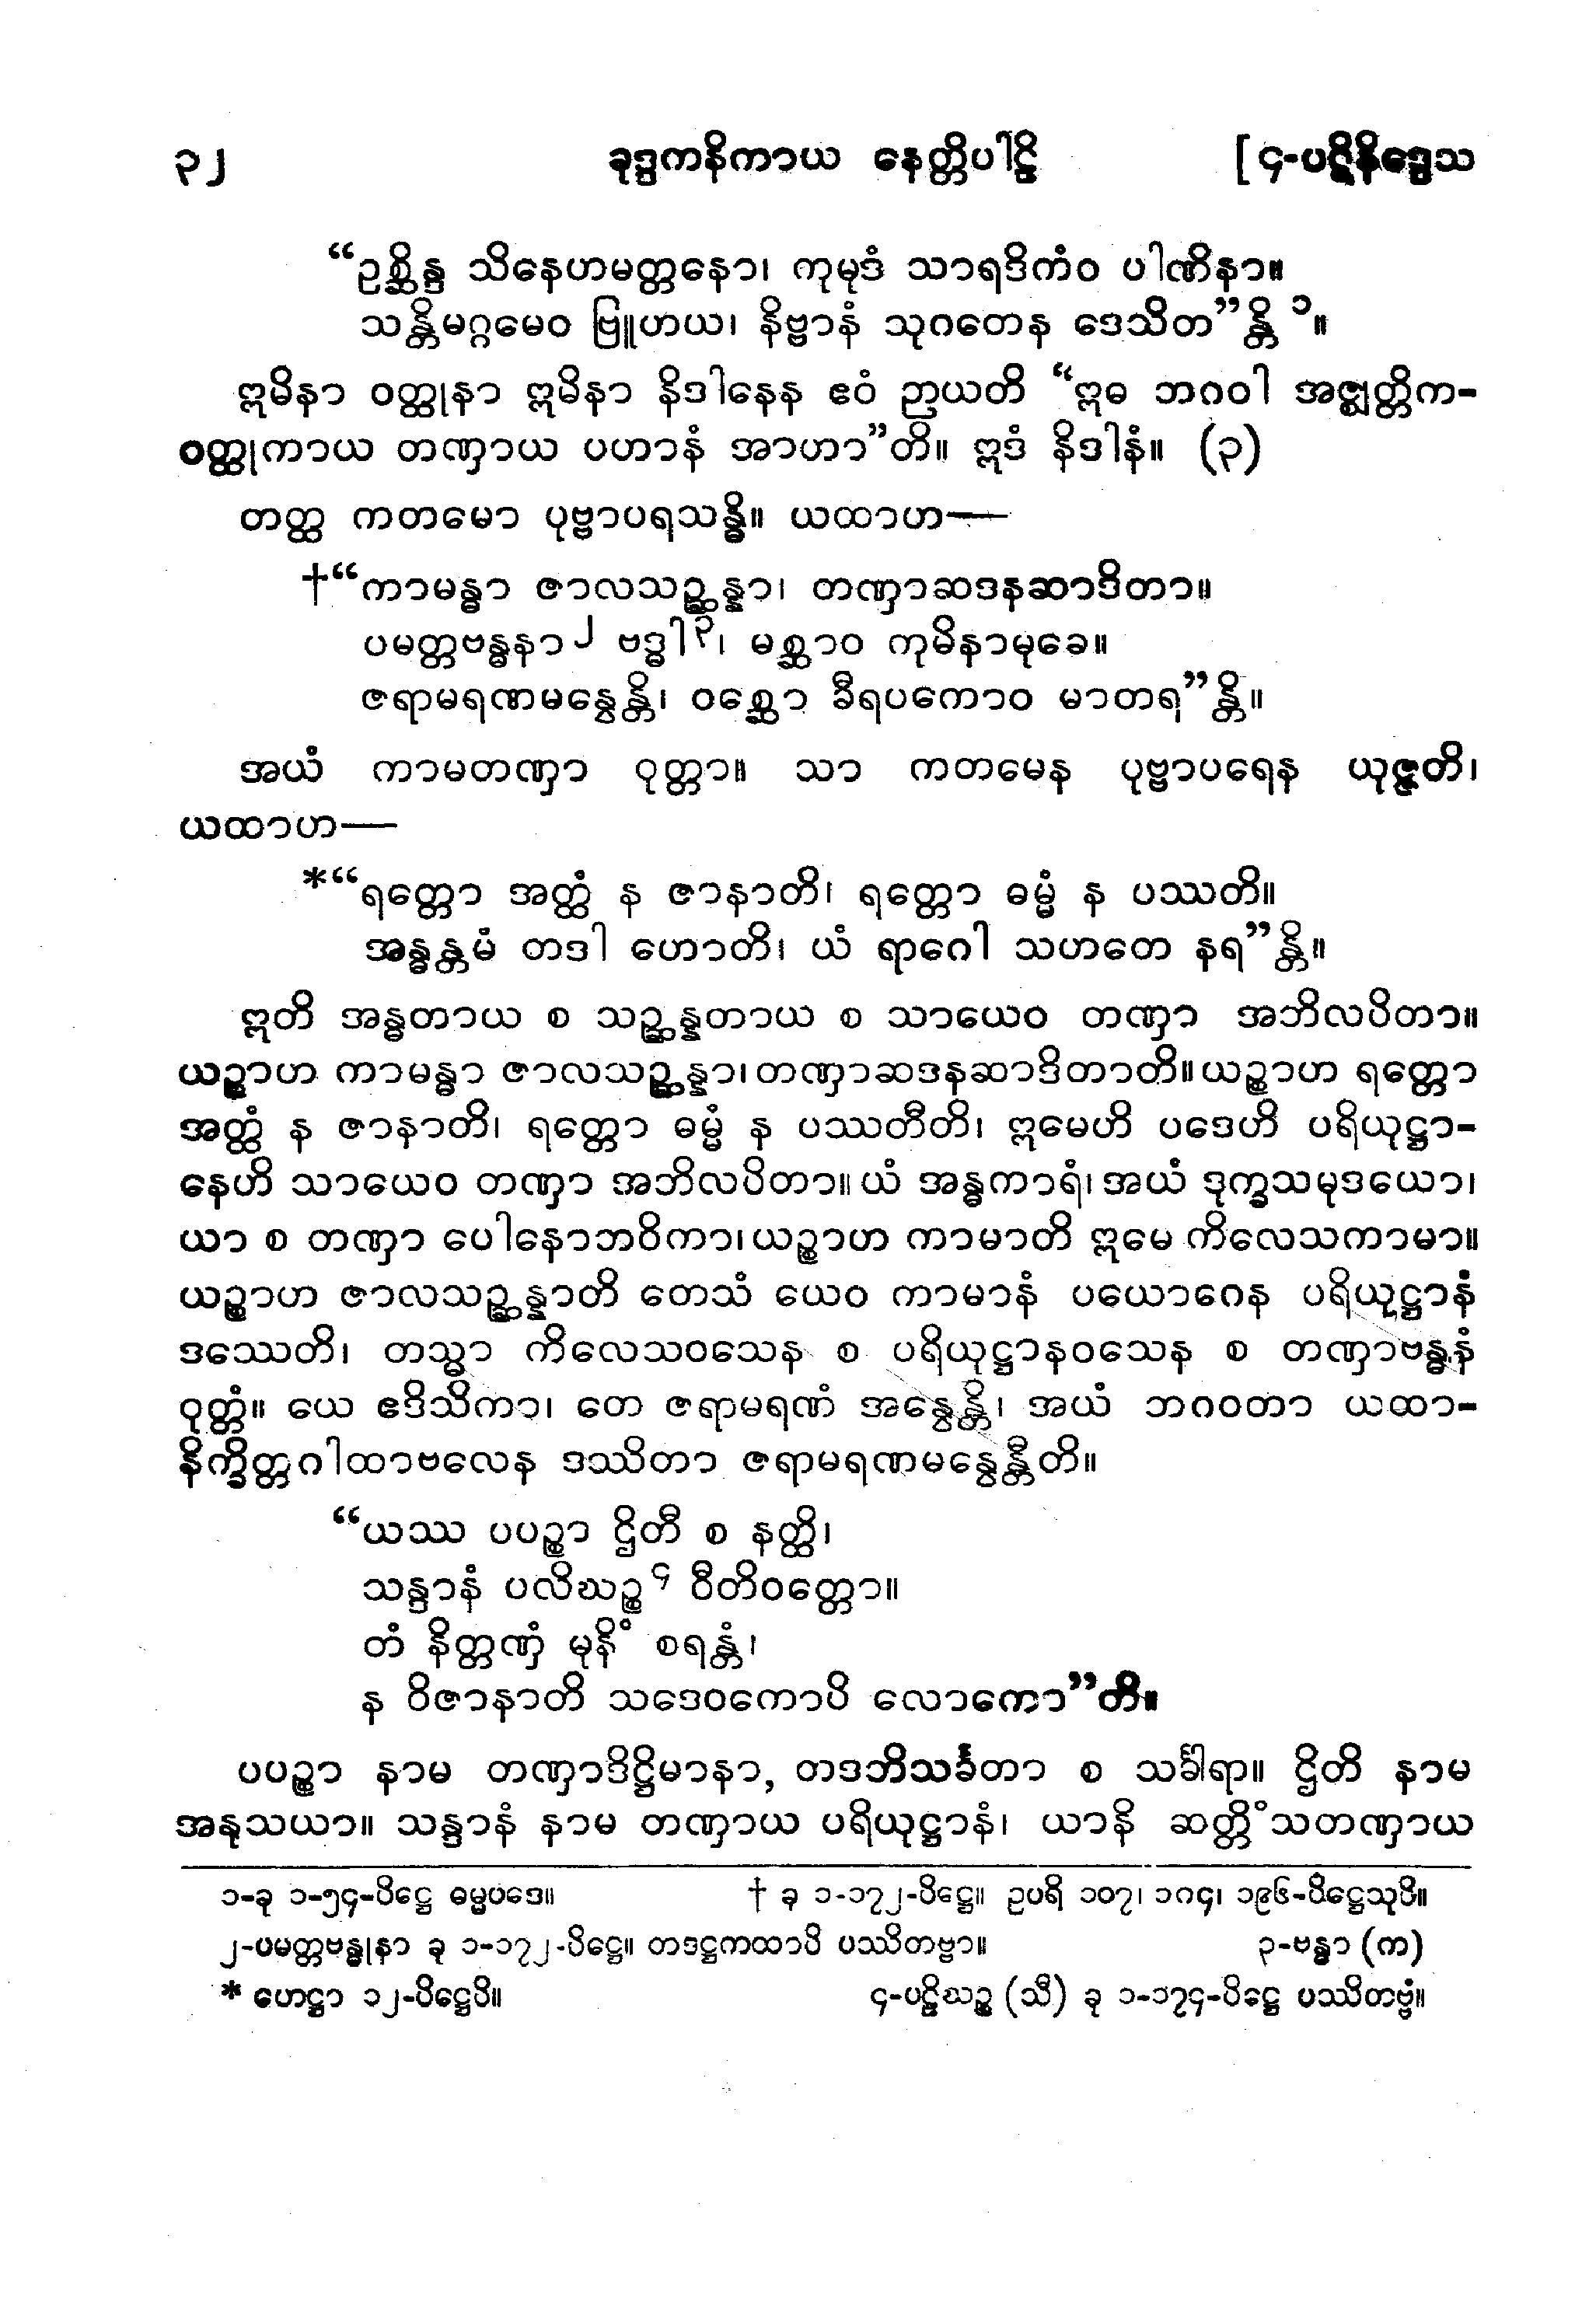 ၃၂ ခုဒ္ဒကနိကာယ နေတ္တိပါဠိ [ ၄-ပဋိနိဒ္ဒေသ
“ဥစ္ဆိန္ဒ သိနေဟမတ္တနော၊ ကုမုဒံ သာရဒိကံဝ ပါဏိနာ။
သန္တိမဂ္ဂမေဝ ဗြူဟယ၊ နိဗ္ဗာနံ သုဂတေန ဒေသိတ”န္တိ ၁။
ဣမိနာ ဝတ္ထုနာ ဣမိနာ နိဒါနေန ဧဝံ ဉာယတိ “ဣဓ ဘဂဝါ အဇ္ဈတ္တိက-
ဝတ္ထုကာယ တဏှာယ ပဟာနံ အာဟာ”တိ။ ဣဒံ နိဒါနံ။ (၃)
တတ္ထ ကတမော ပုဗ္ဗာပရသန္ဓိ။ ယထာဟ—
†“ကာမန္ဓာ ဇာလသဉ္ဆန္နာ၊ တဏှာဆဒနဆာဒိတာ။
ပမတ္တဗန္ဓနာ၂ ဗဒ္ဓါ၃၊ မစ္ဆာဝ ကုမိနာမုခေ။
ဇရာမရဏမနွေန္တိ၊ ဝစ္ဆော ခီရပကောဝ မာတရ”န္တိ။
အယံ ကာမတဏှာ ဝုတ္တာ။ သာ ကတမေန ပုဗ္ဗာပရေန ယုဇ္ဇတိ၊
ယထာဟ—
*“ရတ္တော အတ္ထံ န ဇာနာတိ၊ ရတ္တော ဓမ္မံ န ပဿတိ။
အန္ဓန္တမံ တဒါ ဟောတိ၊ ယံ ရာဂေါ သဟတေ နရ”န္တိ။
ဣတိ အန္ဓတာယ စ သဉ္ဆန္နတာယ စ သာယေဝ တဏှာ အဘိလပိတာ။
ယဉ္စာဟ ကာမန္ဓာ ဇာလသဉ္ဆန္နာ၊ တဏှာဆဒနဆာဒိတာတိ။ ယဉ္စာဟ ရတ္တော
အတ္ထံ န ဇာနာတိ၊ ရတ္တော ဓမ္မံ န ပဿတီတိ၊ ဣမေဟိ ပဒေဟိ ပရိယုဋ္ဌာ-
နေဟိ သာယေဝ တဏှာ အဘိလပိတာ။ ယံ အန္ဓကာရံ၊ အယံ ဒုက္ခသမုဒယော၊
ယာ စ တဏှာ ပေါနောဘဝိကာ၊ ယဉ္စာဟ ကာမာတိ ဣမေ ကိလေသကာမာ။
ယဉ္စာဟ ဇာလသဉ္ဆန္နာတိ တေသံ ယေဝ ကာမာနံ ပယောဂေန ပရိယုဋ္ဌာနံ
ဒဿေတိ၊ တသ္မာ ကိလေသဝသေန စ ပရိယုဋ္ဌာနဝသေန စ တဏှာဗန္ဓနံ
ဝုတ္တံ။ ယေ ဧဒိသိကာ၊ တေ ဇရာမရဏံ အနွေန္တိ၊ အယံ ဘဂဝတာ ယထာ-
နိက္ခိတ္တဂါထာဗလေန ဒဿိတာ ဇရာမရဏမနွေန္တီတိ။
“ယဿ ပပဉ္စာ ဌိတီ စ နတ္ထိ၊
သန္ဒာနံ ပလိဃဉ္စ၄ ဝီတိဝတ္တော။
တံ နိတ္တဏှံ မုနိံ စရန္တံ၊
န ဝိဇာနာတိ သဒေဝကောပိ လောကော”တိ။
ပပဉ္စာ နာမ တဏှာဒိဋ္ဌိမာနာ, တဒဘိသင်္ခတာ စ သင်္ခါရာ။ ဌိတိ နာမ
အနုသယာ။ သန္ဒာနံ နာမ တဏှာယ ပရိယုဋ္ဌာနံ၊ ယာနိ ဆတ္တိံသတဏှာယ
၁-ခု ၁-၅၄-ပိဋ္ဌေ ဓမ္မပဒေ။ † ခု ၁-၁၇၂-ပိဋ္ဌေ။ ဥပရိ ၁၀၇၊ ၁၈၄၊ ၁၉၆-ပိဋ္ဌေသုပိ။
၂-ပမတ္တဗန္ဓုနာ ခု ၁-၁၇၂-ပိဋ္ဌေ။ တဒဋ္ဌကထာပိ ပဿိတဗ္ဗာ။ ၃-ဗန္ဓာ (က)
* ဟေဋ္ဌာ ၁၂-ပိဋ္ဌေပိ။ ၄-ပဋိဃဉ္စ (သီ) ခု ၁-၁၇၄-ပိဋ္ဌေ ပဿိတဗ္ဗံ။